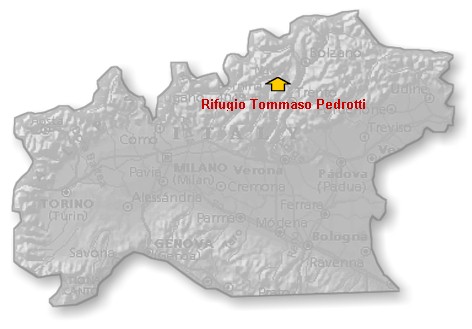 Bolzano
Trento
Udine
Rifugio Tommaso Pedrotti
Treviso
Como
ITALY
MILANO Verona
(Milan)
Padova
(Padua)
Pavia
Cremona
TORINO
(Turin)
Alessandria
Ferrara
Parma
Modena
Bologna
GENOVA
Savona
Ravenna